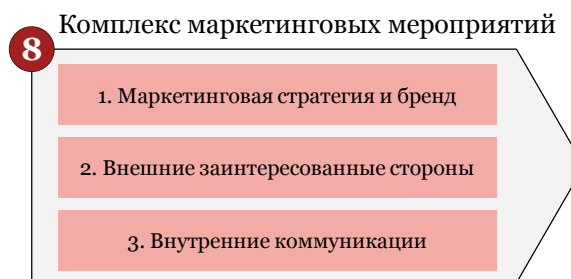 Комплекс маркетинговых мероприятий
8
1. Маркетинговая стратегия и бренд
2. Внешние заинтересованные стороны
3. Внутренние коммуникации